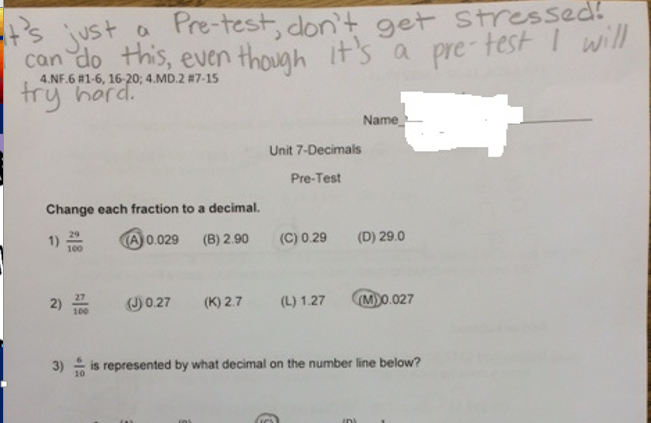 It's just a Pre-test, don't get stressed!
can do this, even though it's a pre-test I will
try hard.
4.NF.6 #1-6, 16-20; 4.MD.2 #7-15
Name
Unit 7-Decimals
Pre-Test
Change each fraction to a decimal.
1) 29/100 (A) 0.029 (B) 2.90 (C) 0.29 (D) 29.0
2) 27/100 (J) 0.27 (K) 2.7 (L) 1.27 (M) 0.027
3) 6/10 is represented by what decimal on the number line below?